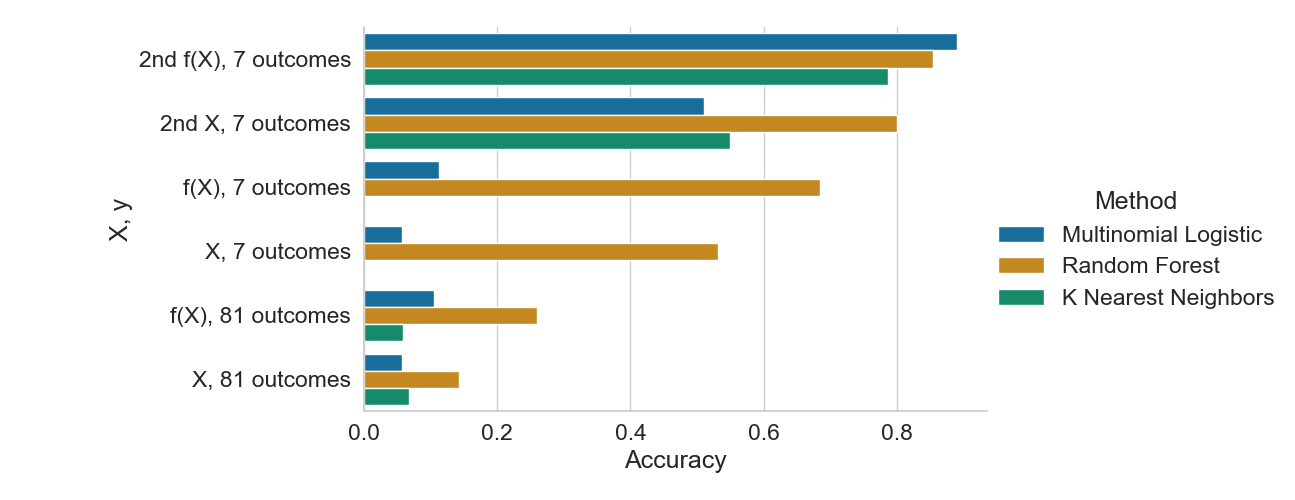 2nd f(X), 7 outcomes
2nd X, 7 outcomes
f(X), 7 outcomes
X, 7 outcomes
f(X), 81 outcomes
X, 81 outcomes
X, y
0.0 0.2 0.4 0.6 0.8
Accuracy
Method
Multinomial Logistic
Random Forest
K Nearest Neighbors